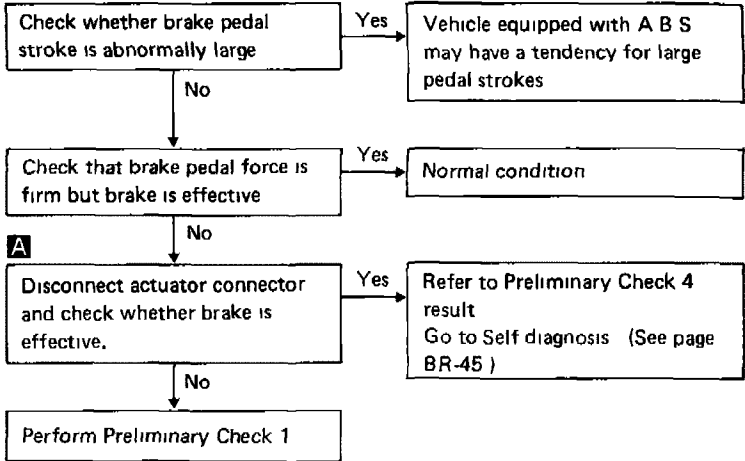 Check whether brake pedal
stroke is abnormally large
Yes
Vehicle equipped with A B S
may have a tendency for large
pedal strokes
No
Check that brake pedal force is
firm but brake is effective
Yes
Normal condition
No
A
Disconnect actuator connector
and check whether brake is
effective.
Yes
Refer to Preliminary Check 4
result
Go to Self diagnosis (See page
BR-45 )
No
Perform Preliminary Check 1